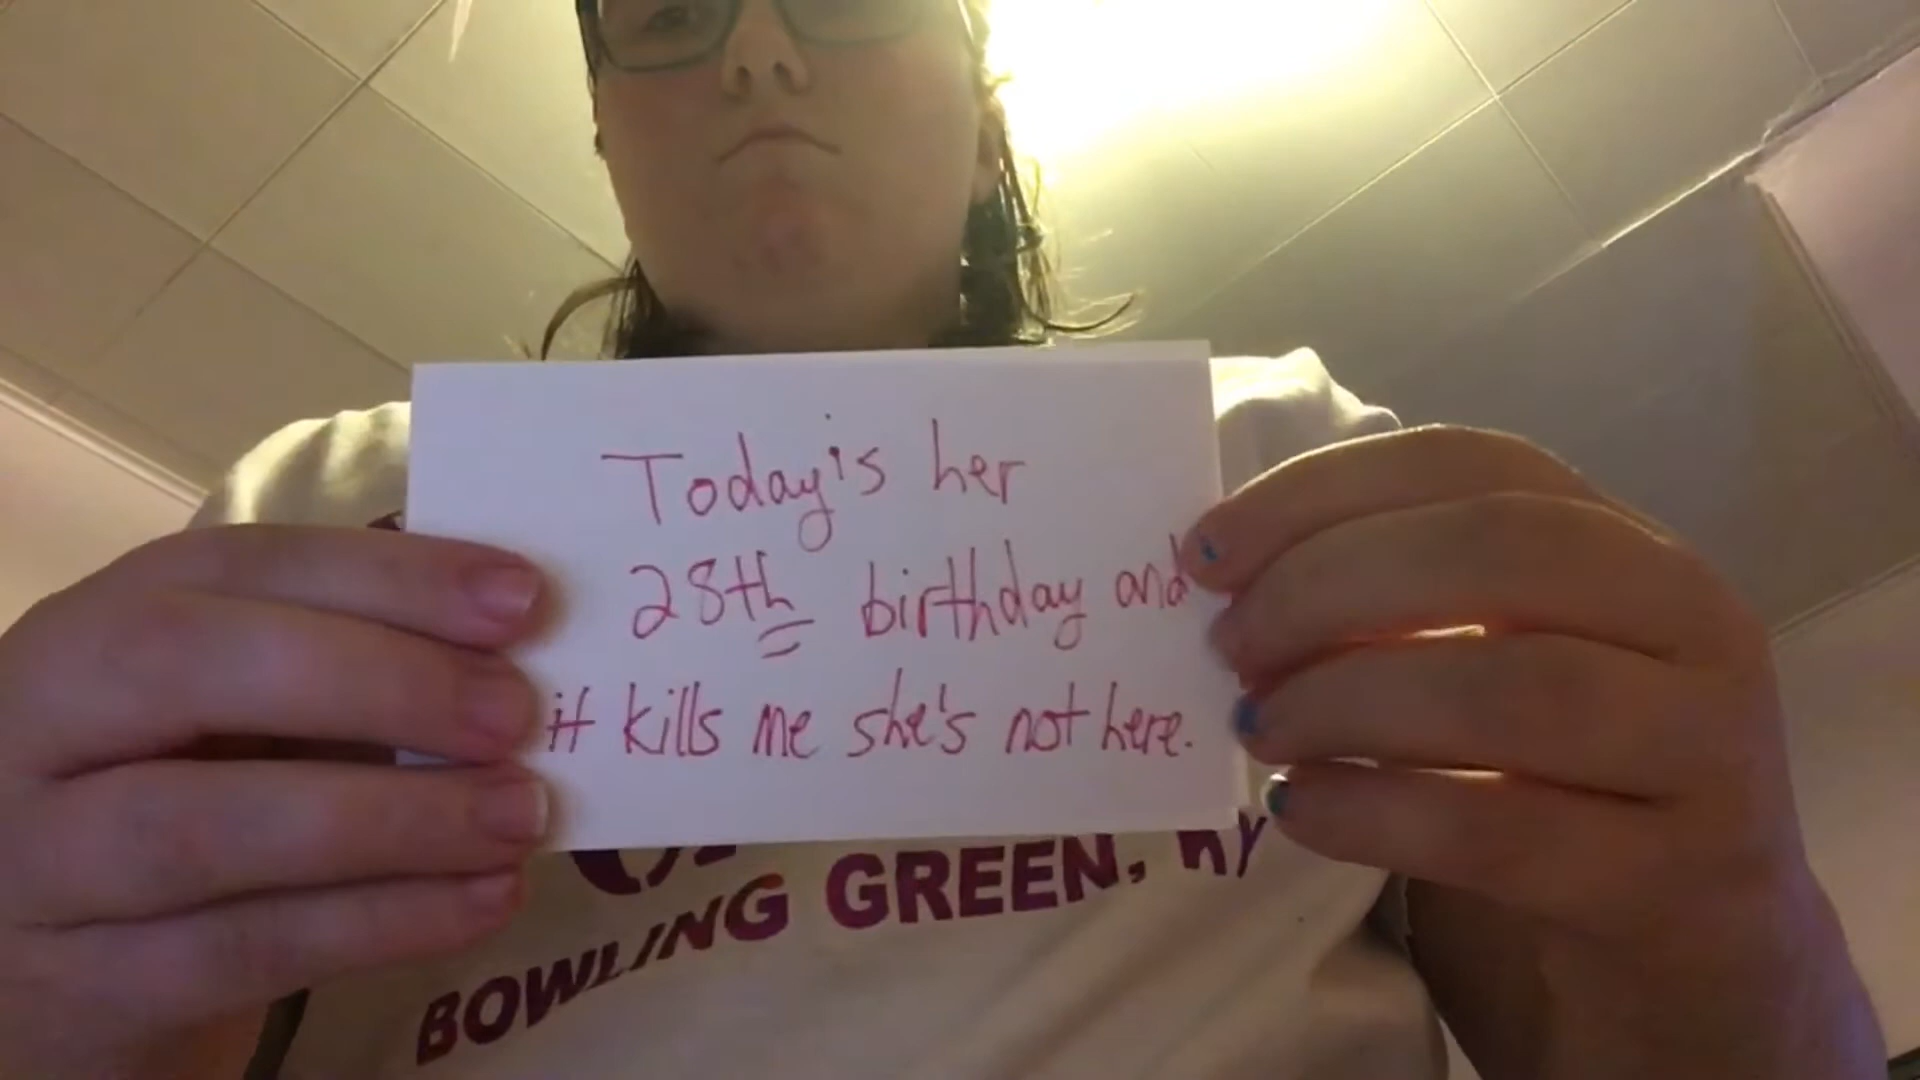 Today's her
28th birthday and
it kills me she's not here.
BOWLING GREEN, KY